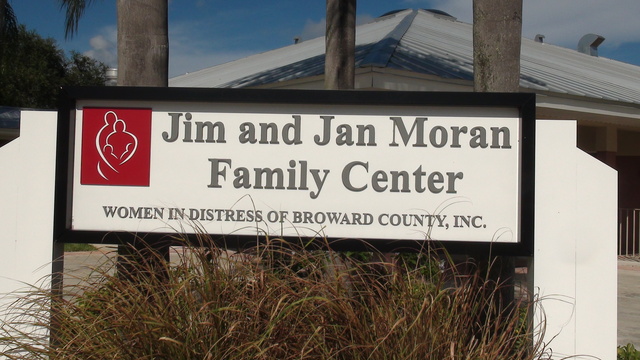 Jim and Jan Moran
Family Center
WOMEN IN DISTRESS OF BROWARD COUNTY, INC.